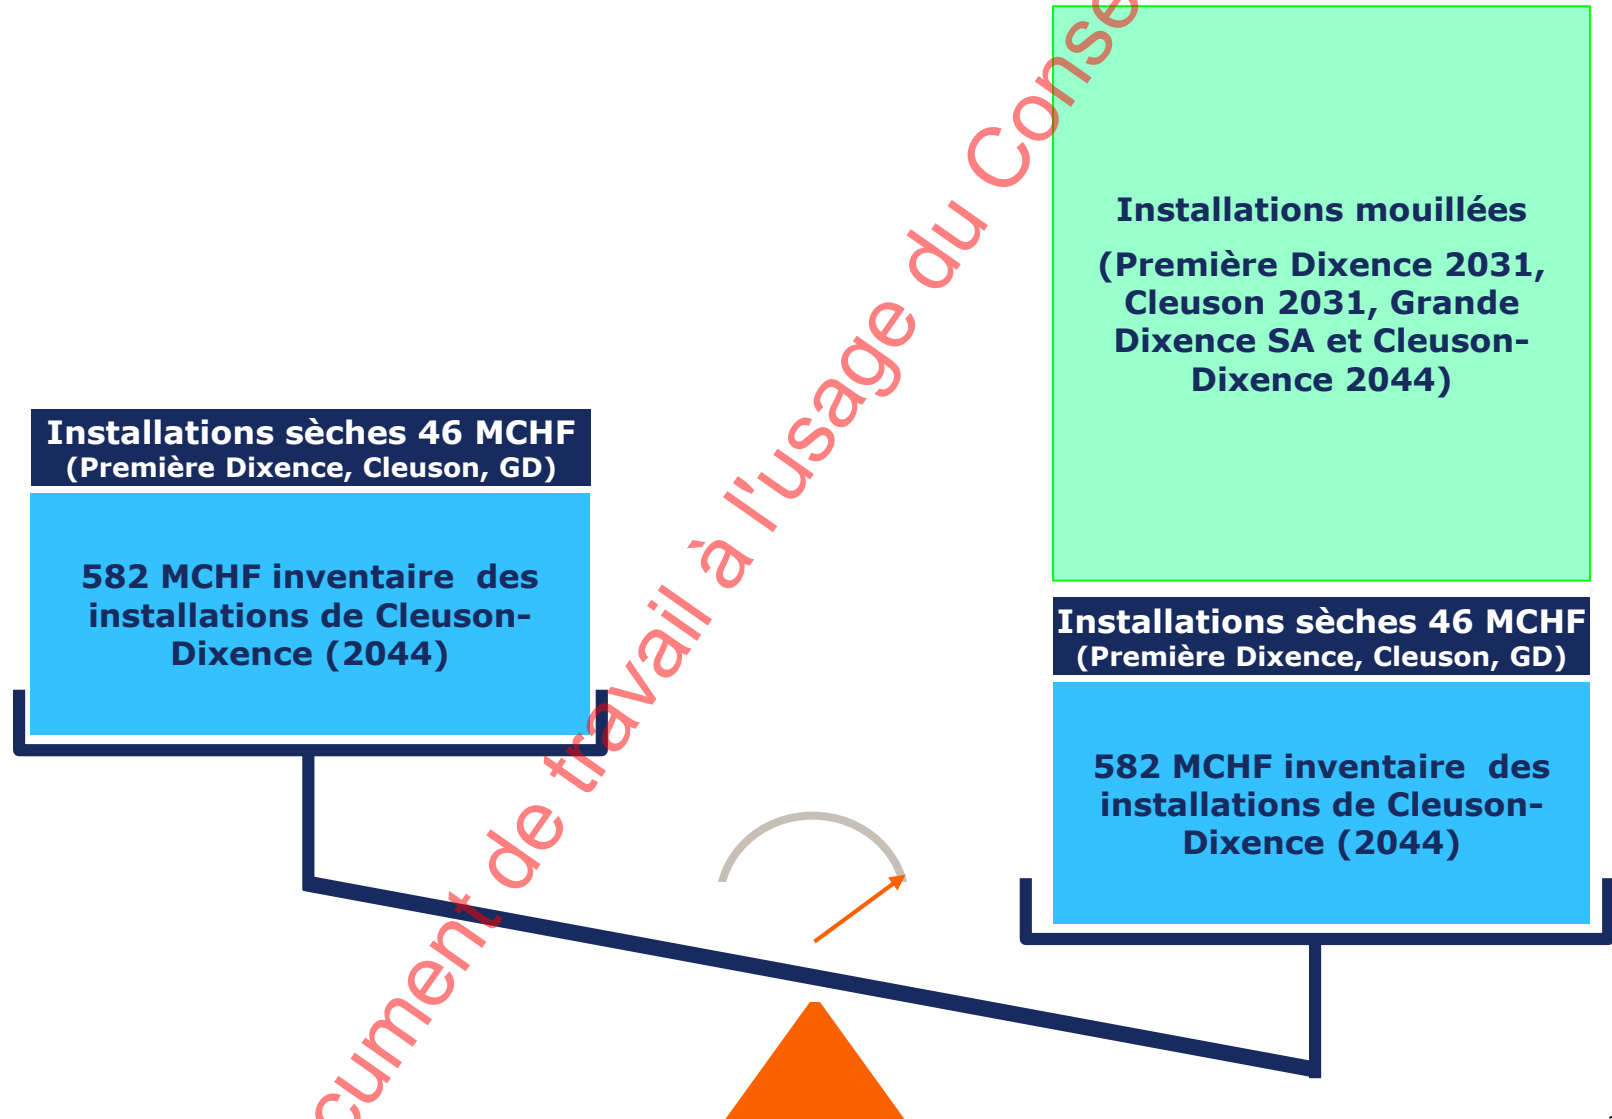 Installations mouillées
(Première Dixence 2031,
Cleuson 2031, Grande
Dixence SA et Cleuson-
Dixence 2044)
Installations sèches 46 MCHF
(Première Dixence, Cleuson, GD)
582 MCHF inventaire  des
installations de Cleuson-
Dixence (2044)
Installations sèches 46 MCHF
(Première Dixence, Cleuson, GD)
582 MCHF inventaire  des
installations de Cleuson-
Dixence (2044)
cument de travail à l'usage du Conse